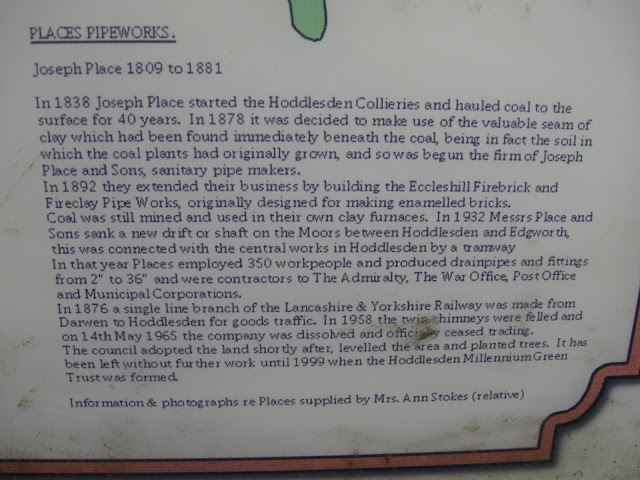 PLACES PIPEWORKS.
Joseph Place 1809 to 1881
In 1838 Joseph Place started the Hoddlesden Collieries and hauled coal to the
surface for 40 years. In 1878 it was decided to make use of the valuable seam of
clay which had been found immediately beneath the coal, being in fact the soil in
which the coal plants had originally grown, and so was begun the firm of Joseph
Place and Sons, sanitary pipe makers.
In 1892 they extended their business by building the Eccleshill Firebrick and
Fireclay Pipe Works, originally designed for making enamelled bricks.
Coal was still mined and used in their own clay furnaces. In 1932 Messrs Place and
Sons sank a new drift or shaft on the Moors between Hoddlesden and Edgworth,
this was connected with the central works in Hoddlesden by a tramway
In that year Places employed 350 workpeople and produced drainpipes and fittings
from 2" to 36" and were contractors to The Admiralty, The War Office, Post Office
and Municipal Corporations.
In 1876 a single line branch of the Lancashire & Yorkshire Railway was made from
Darwen to Hoddlesden for goods traffic. In 1958 the twin chimneys were felled and
on 14th May 1965 the company was dissolved and officially ceased trading.
The council adopted the land shortly after, levelled the area and planted trees. It has
been left without further work until 1999 when the Hoddlesden Millennium Green
Trust was formed.
Information & photographs re Places supplied by Mrs. Ann Stokes (relative)